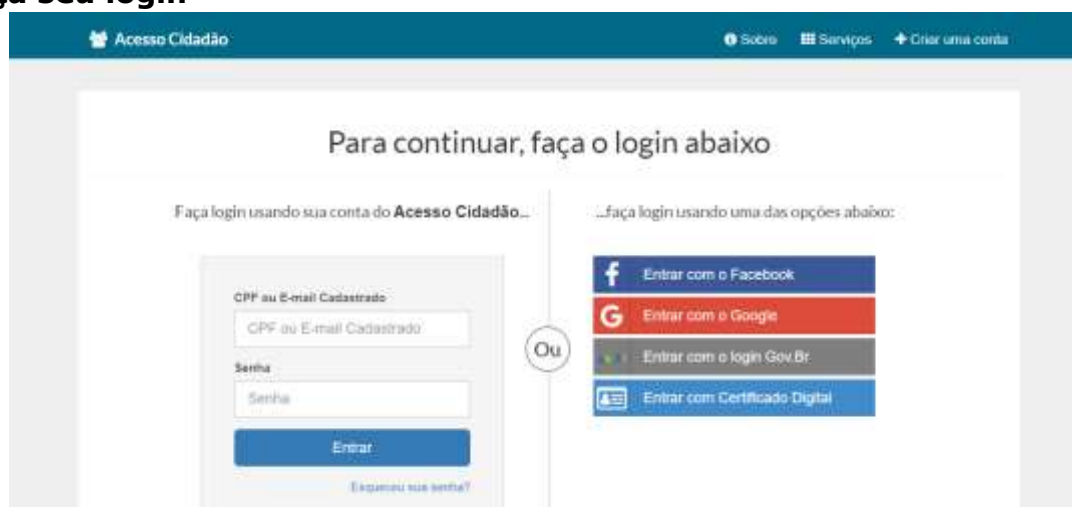 seu login
Acesso Cidadão
Sobre Serviços Criar uma conta
Para continuar, faça o login abaixo
Faça login usando sua conta do Acesso Cidadão...
...faça login usando uma das opções abaixo:
CPF ou E-mail Cadastrado
CPF ou E-mail Cadastrado
Senha
Senha
Entrar
Esqueceu sua senha?
Ou
Entrar com o Facebook
Entrar com o Google
Entrar com o login Gov.Br
Entrar com Certificado Digital